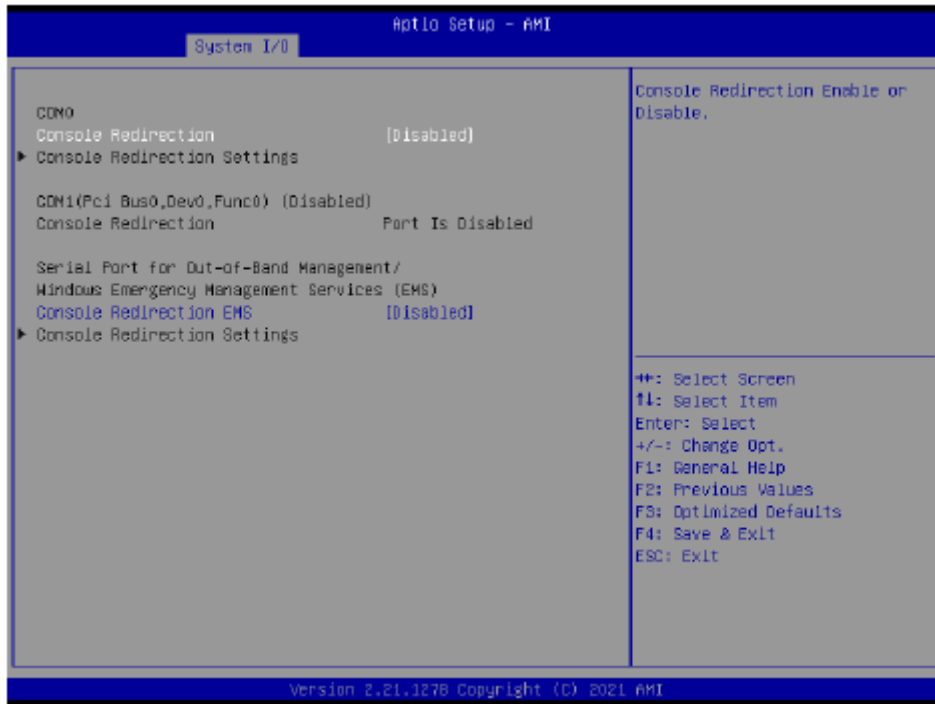 Aptio Setup - AMI
System I/O
COM0
Console Redirection [Disabled]
▶ Console Redirection Settings
COM1(Pci Bus0,Dev0,Func0) (Disabled)
Console Redirection Port Is Disabled
Serial Port for Out-of-Band Management/
Windows Emergency Management Services (EMS)
Console Redirection EMS [Disabled]
▶ Console Redirection Settings
Console Redirection Enable or
Disable.
→←: Select Screen
↑↓: Select Item
Enter: Select
+/-: Change Opt.
F1: General Help
F2: Previous Values
F3: Optimized Defaults
F4: Save & Exit
ESC: Exit
Version 2.21.1278 Copyright (C) 2021 AMI